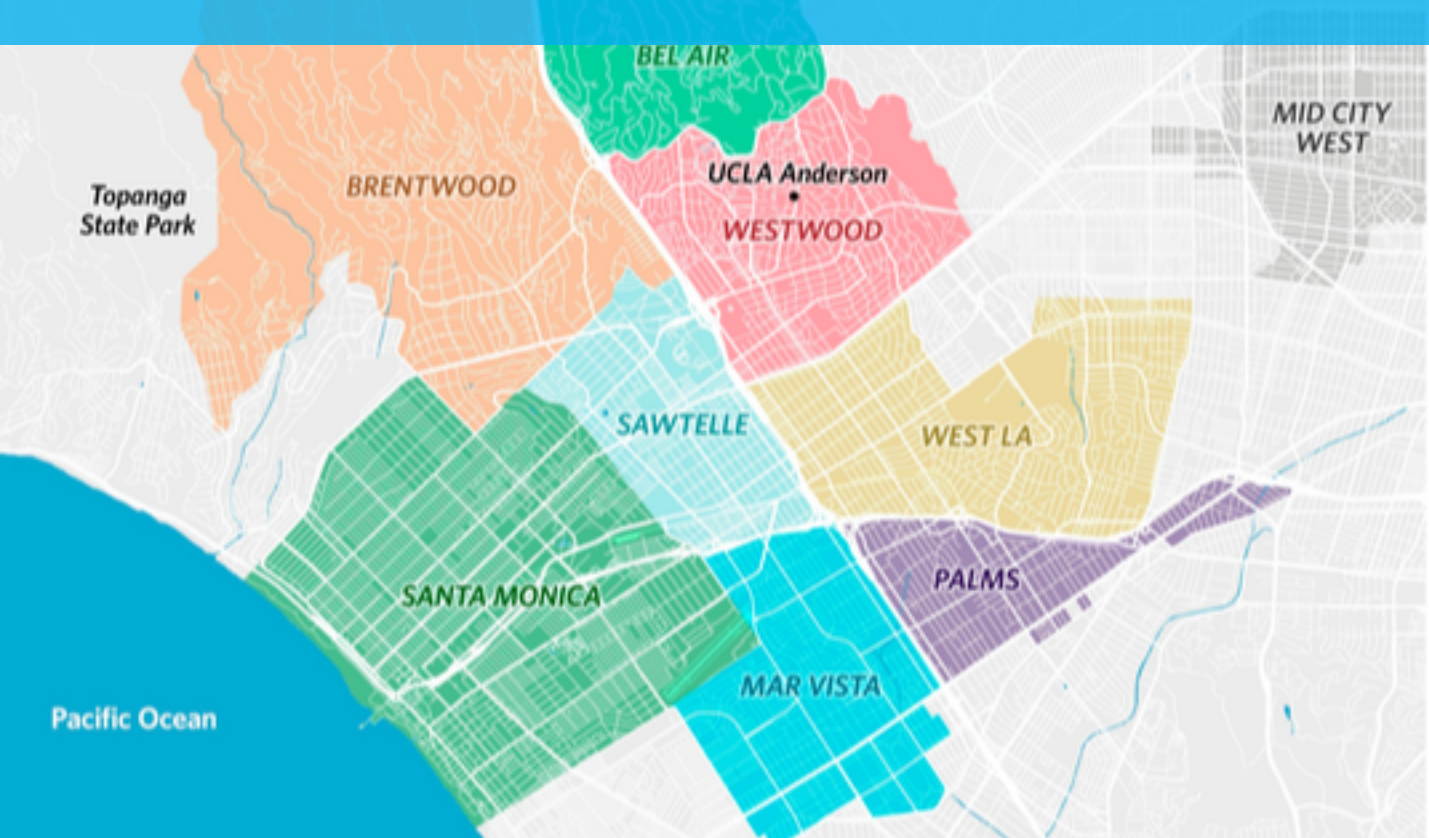 BEL AIR
MID CITY
WEST
UCLA Anderson
BRENTWOOD
Topanga
State Park
WESTWOOD
SAWTELLE
WEST LA
PALMS
SANTA MONICA
MAR VISTA
Pacific Ocean